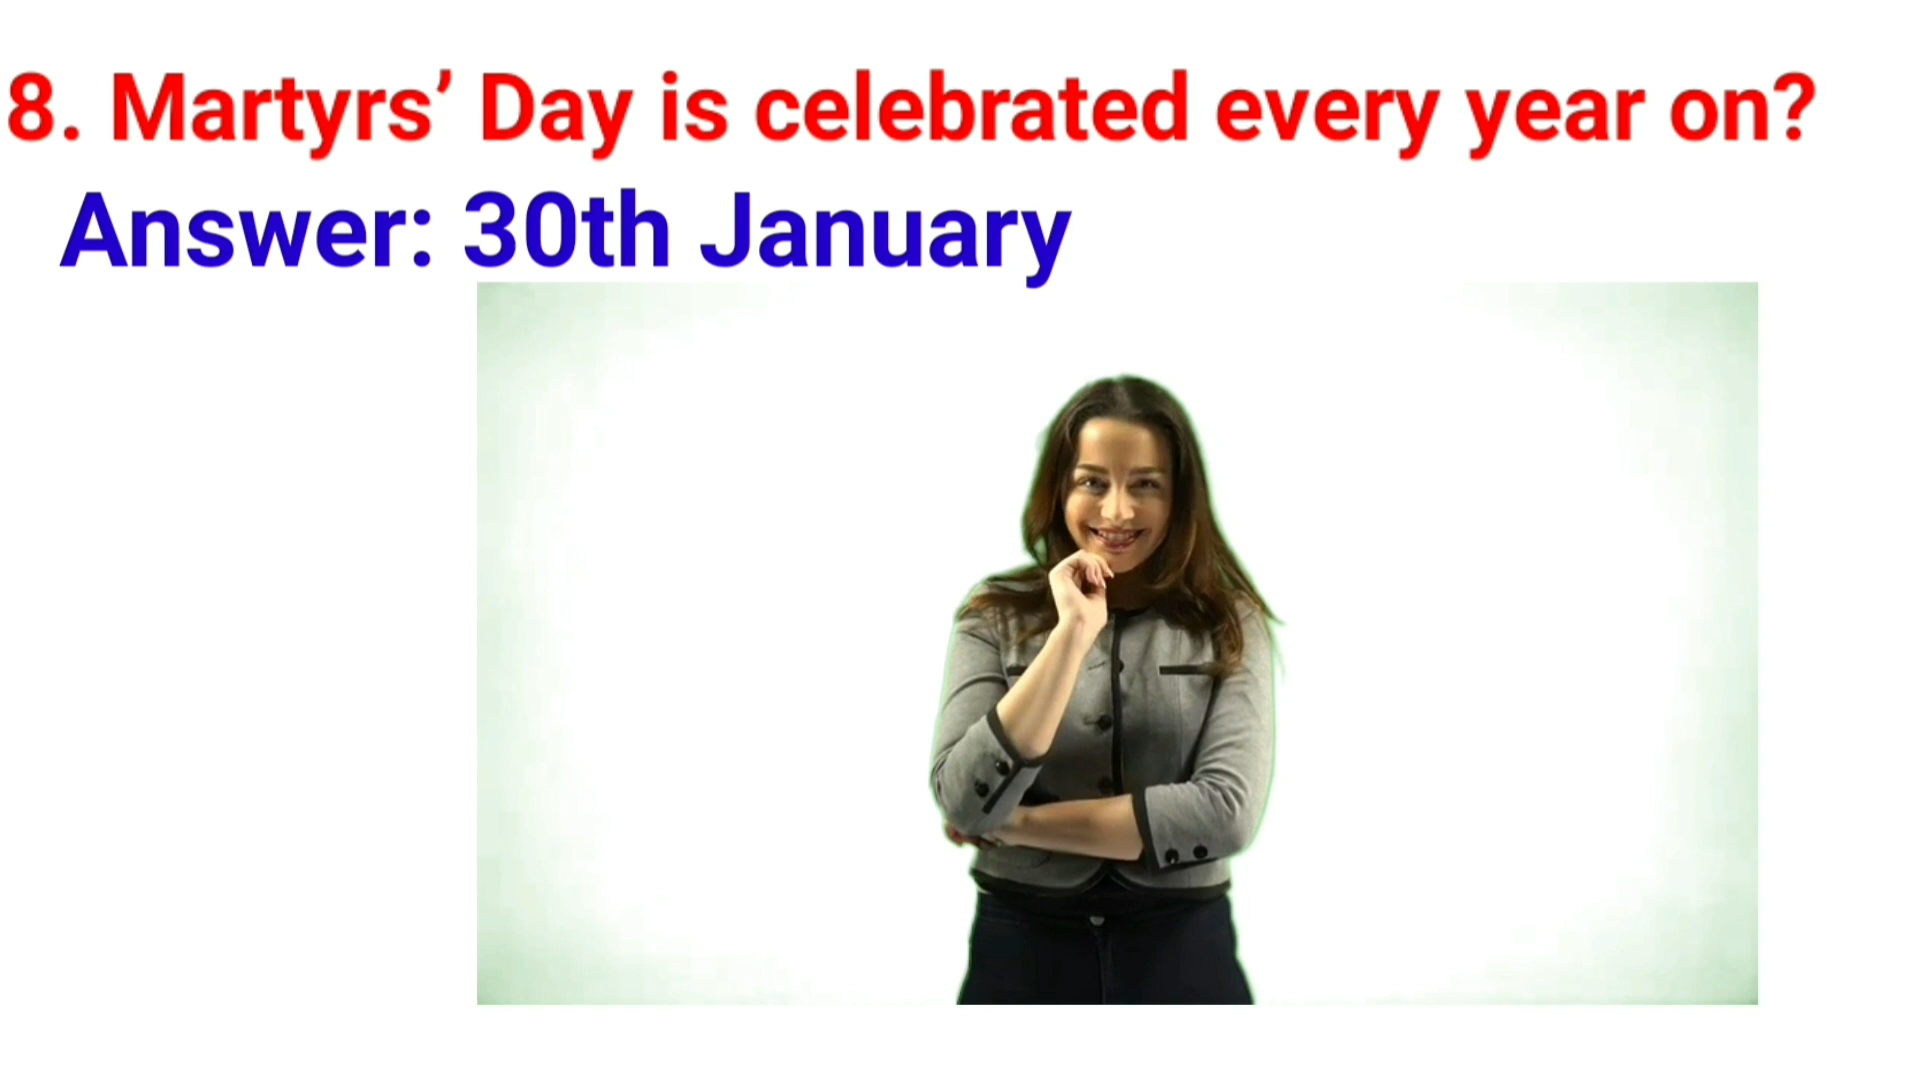 8. Martyrs’ Day is celebrated every year on?
Answer: 30th January